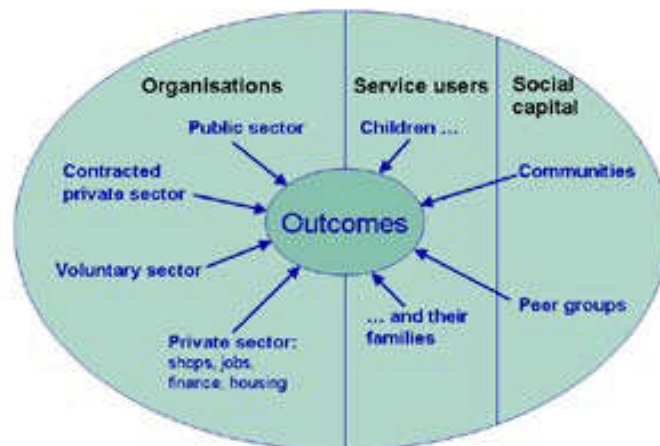 Organisations
Service users
Social
capital
Public sector
Children ...
Contracted
private sector
Communities
Outcomes
Voluntary sector
Peer groups
... and their
families
Private sector:
shops, jobs,
finance, housing